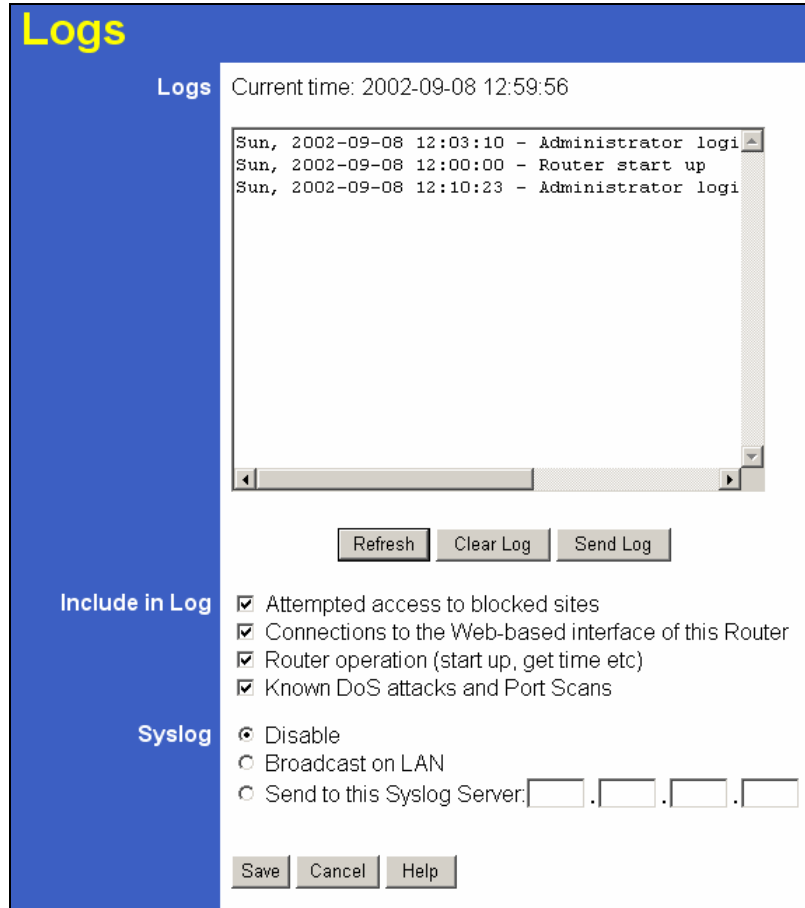 Logs
Logs Current time: 2002-09-08 12:59:56
Sun, 2002-09-08 12:03:10 - Administrator logi
Sun, 2002-09-08 12:00:00 - Router start up
Sun, 2002-09-08 12:10:23 - Administrator logi
Refresh Clear Log Send Log
Include in Log Attempted access to blocked sites
Connections to the Web-based interface of this Router
Router operation (start up, get time etc)
Known DoS attacks and Port Scans
Syslog Disable
Broadcast on LAN
Send to this Syslog Server: . . .
Save Cancel Help